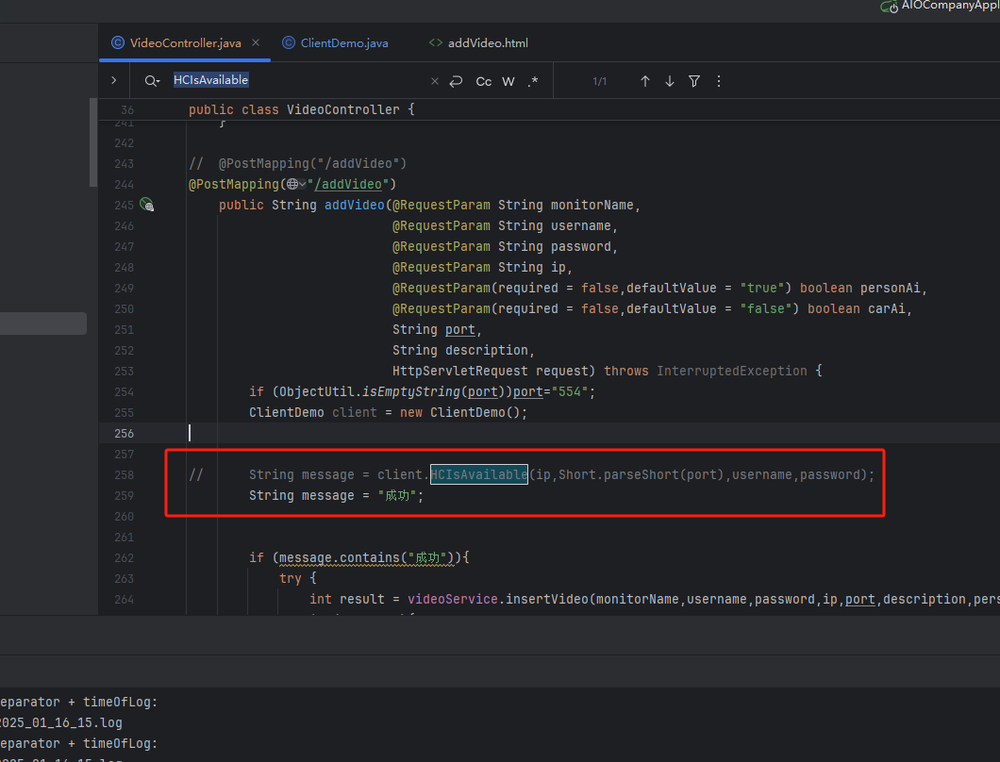 AIOCompanyAppl
VideoController.java
ClientDemo.java
<> addVideo.html
HCIsAvailable
Cc W .*
1/1
36 public class VideoController {
241 }
242
243 // @PostMapping("/addVideo")
244 @PostMapping("/addVideo")
245 public String addVideo(@RequestParam String monitorName,
246 @RequestParam String username,
247 @RequestParam String password,
248 @RequestParam String ip,
249 @RequestParam(required = false,defaultValue = "true") boolean personAi,
250 @RequestParam(required = false,defaultValue = "false") boolean carAi,
251 String port,
252 String description,
253 HttpServletRequest request) throws InterruptedException {
254 if (ObjectUtil.isEmptyString(port))port="554";
255 ClientDemo client = new ClientDemo();
256
257
258 // String message = client.HCIsAvailable(ip,Short.parseShort(port),username,password);
259 String message = "成功";
260
261
262 if (message.contains("成功")){
263 try {
264 int result = videoService.insertVideo(monitorName,username,password,ip,port,description,pers
eparator + timeOfLog:
2025_01_16_15.log
eparator + timeOfLog:
2025_01_16_15.log